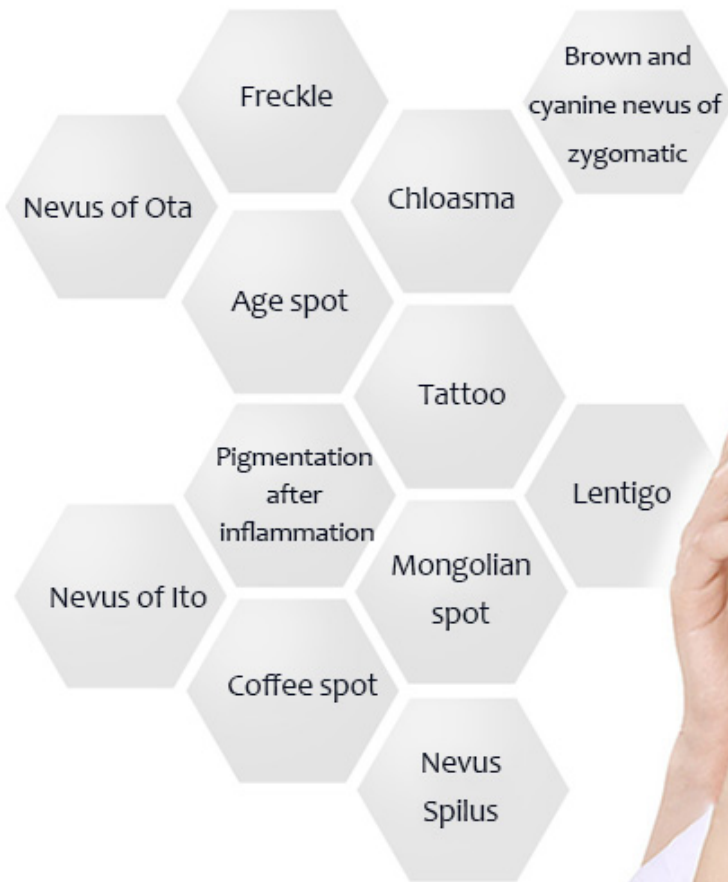 Freckle
Brown and
cyanine nevus of
zygomatic
Nevus of Ota
Chloasma
Age spot
Tattoo
Pigmentation
after
inflammation
Lentigo
Nevus of Ito
Mongolian
spot
Coffee spot
Nevus
Spilus